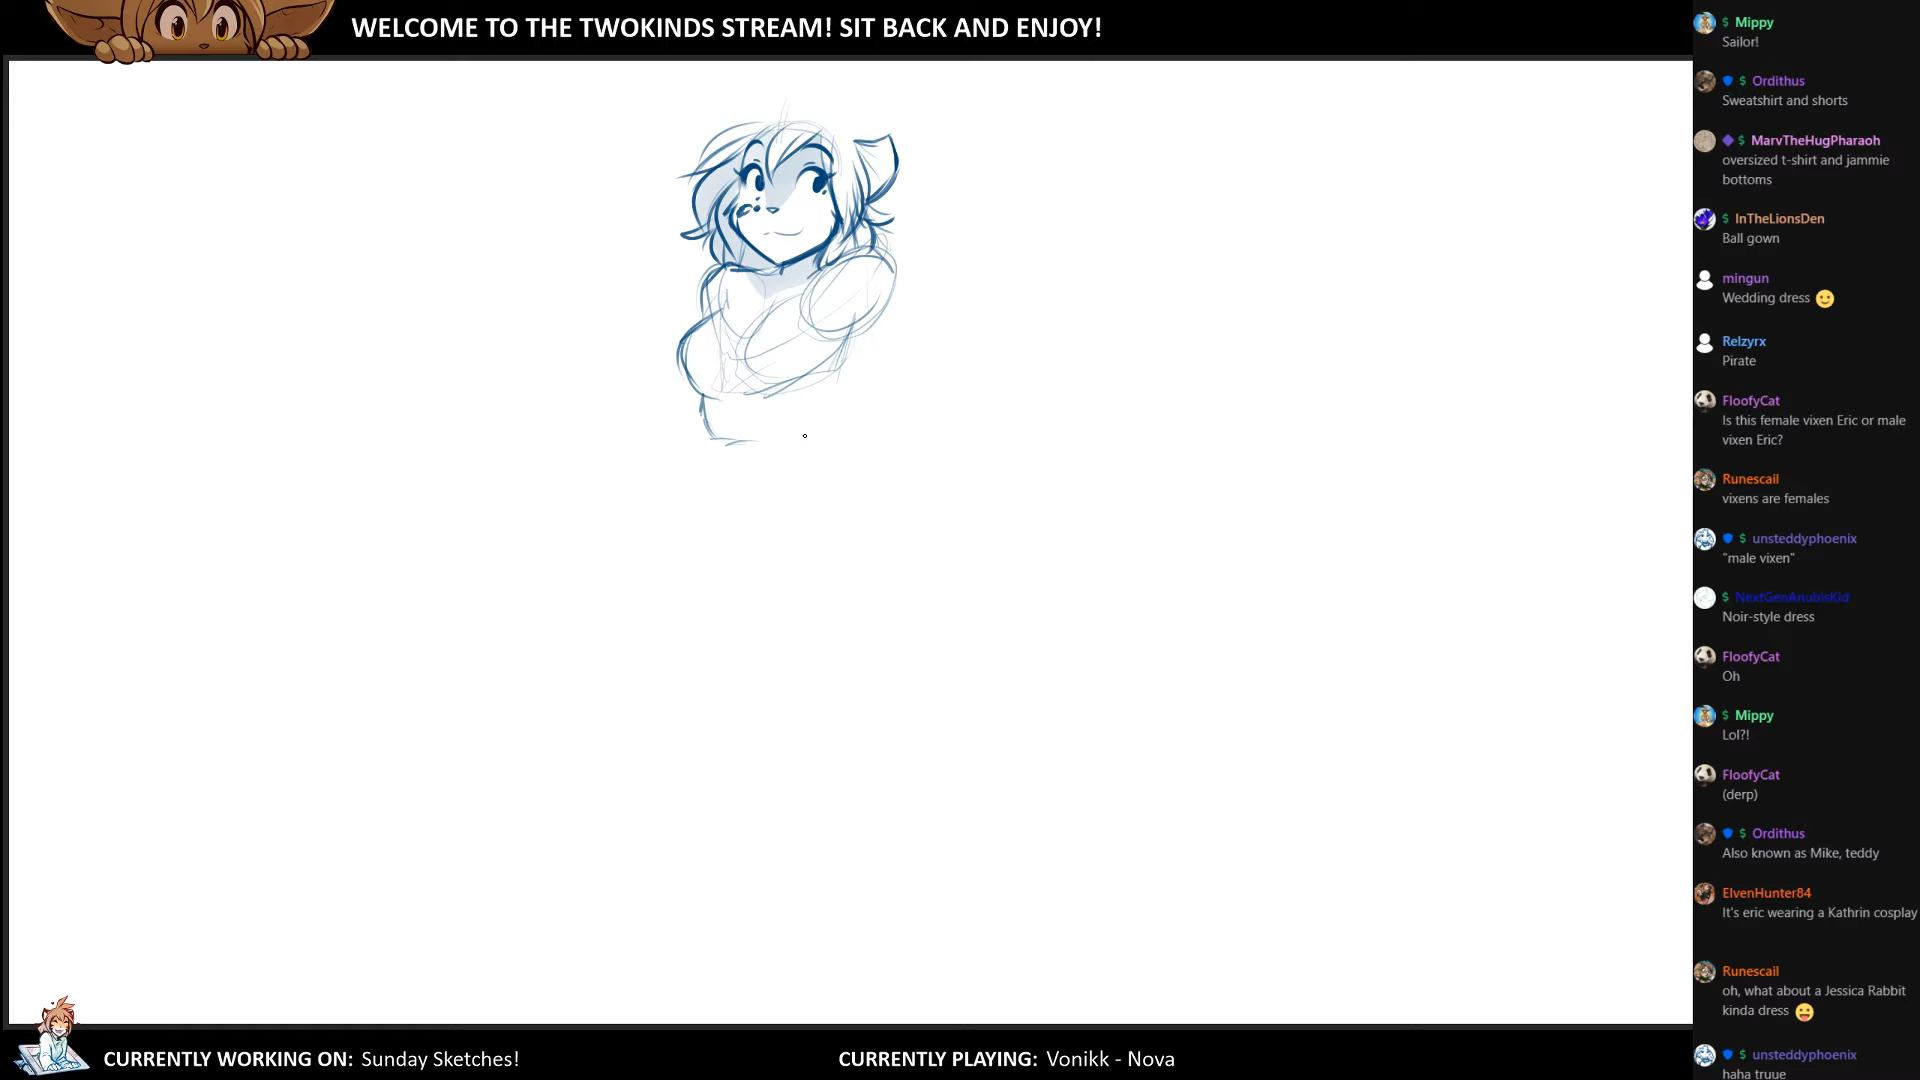 WELCOME TO THE TWOKINDS STREAM! SIT BACK AND ENJOY!
$ Mippy
Sailor!
$ Ordithus
Sweatshirt and shorts
$ MarvTheHugPharaoh
oversized t-shirt and jammie
bottoms
$ InTheLionsDen
Ball gown
mingun
Wedding dress
Relzyrx
Pirate
FloofyCat
Is this female vixen Eric or male
vixen Eric?
Runescail
vixens are females
$ unsteddyphoenix
"male vixen"
$ NextGenAnubisKid
Noir-style dress
FloofyCat
Oh
$ Mippy
Lol?!
FloofyCat
(derp)
$ Ordithus
Also known as Mike, teddy
ElvenHunter84
It's eric wearing a Kathrin cosplay
Runescail
oh, what about a Jessica Rabbit
kinda dress
$ unsteddyphoenix
haha truue
CURRENTLY WORKING ON: Sunday Sketches!
CURRENTLY PLAYING: Vonikk - Nova